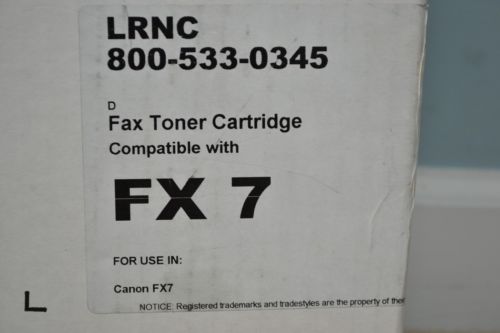 LRNC
800-533-0345
D
Fax Toner Cartridge
Compatible with
FX 7
FOR USE IN:
Canon FX7
NOTICE: Registered trademarks and tradestyles are the property of
L